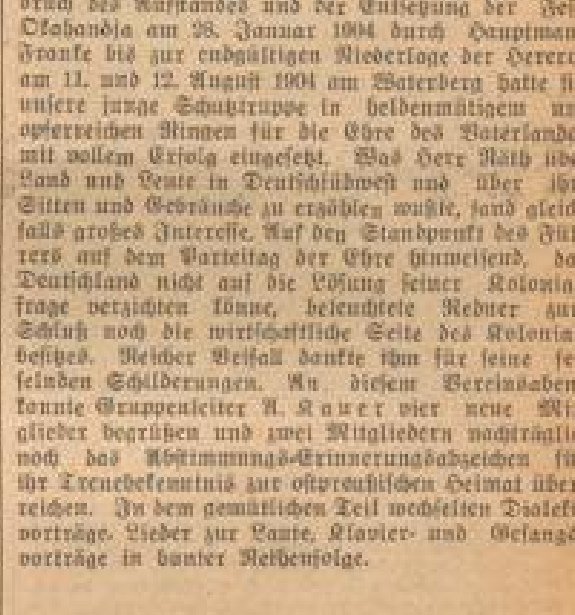 bruch des Aufstandes und der Entsetzung der Fes
Okahandja am 28. Januar 1904 durch Hauptman
Franke bis zur endgültigen Niederlage der Herero
am 11. und 12. August 1904 am Waterberg hatte si
unsere junge Schutztruppe in heldenmütigem un
opferreichen Ringen für die Ehre des Vaterlande
mit vollem Erfolg eingesetzt. Was Herr Räth übe
Land und Leute in Deutschsüdwest und über ihr
Sitten und Gebräuche zu erzählen wußte, fand gleich
falls großes Interesse. Auf den Standpunkt des Füh
rers auf dem Parteitag der Ehre hinweisend, da
Deutschland nicht auf die Lösung seiner Kolonia
frage verzichten könne, beleuchtete Redner zum
Schluß noch die wirtschaftliche Seite des Kolonia
besitzes. Reicher Beifall dankte ihm für seine fe
selnden Schilderungen. An diesem Vereinsaben
konnte Gruppenleiter A. Kauer vier neue Mi
glieder begrüßen und zwei Mitgliedern nachträglic
noch das Abstimmungs-Erinnerungsabzeichen fü
ihr Treuebekenntnis zur ostpreußischen Heimat über
reichen. In dem gemütlichen Teil wechselten Dialekt
vorträge, Lieder zur Laute, Klavier- und Gesangs
vorträge in bunter Reihenfolge.